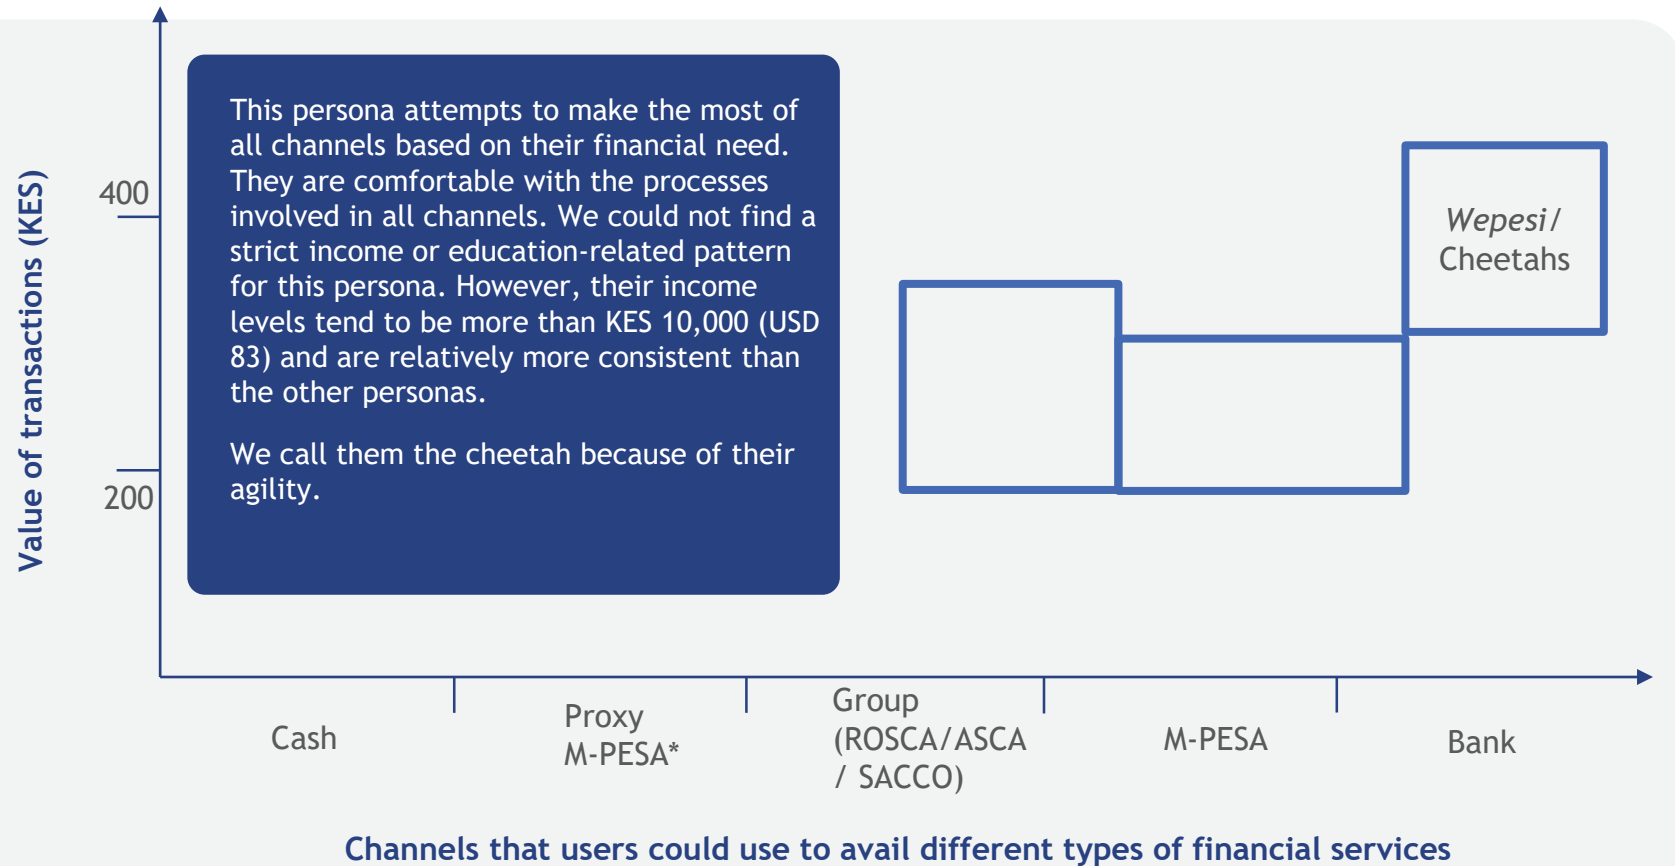 Value of transactions (KES)
400
200
This persona attempts to make the most of
all channels based on their financial need.
They are comfortable with the processes
involved in all channels. We could not find a
strict income or education-related pattern
for this persona. However, their income
levels tend to be more than KES 10,000 (USD
83) and are relatively more consistent than
the other personas.
We call them the cheetah because of their
agility.
Wepesi/
Cheetahs
Cash
Proxy
M-PESA*
Group
(ROSCA/ASCA
/ SACCO)
M-PESA
Bank
Channels that users could use to avail different types of financial services